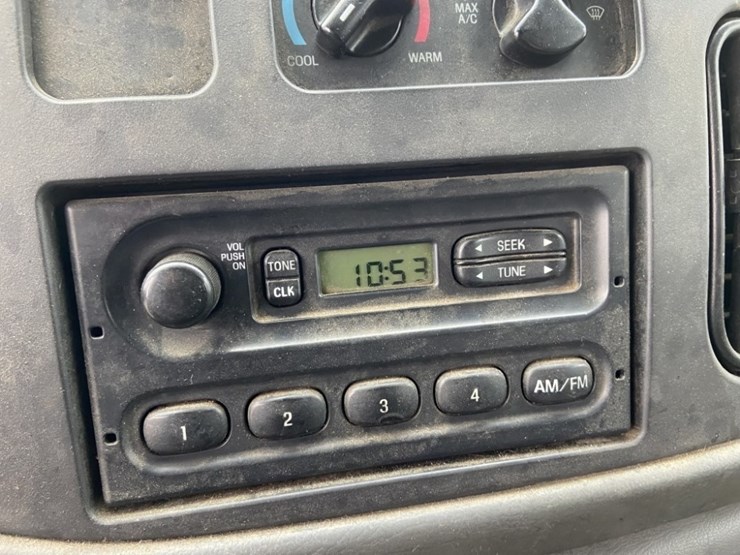 MAX
A/C
COOL
WARM
VOL
PUSH
ON
TONE
CLK
10:53
SEEK
TUNE
1
2
3
4
AM/FM